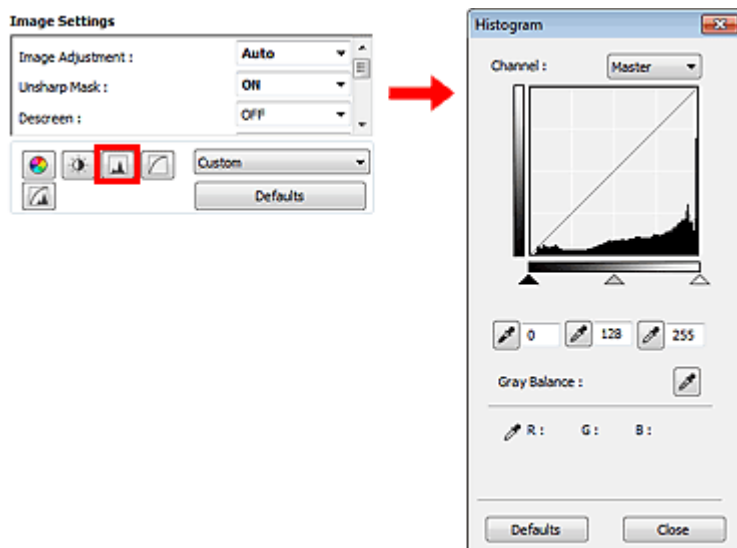 Image Settings
Image Adjustment : Auto
Unsharp Mask : ON
Descreen : OFF
Custom
Defaults
Histogram
Channel : Master
0 128 255
Gray Balance :
R : G : B :
Defaults Close